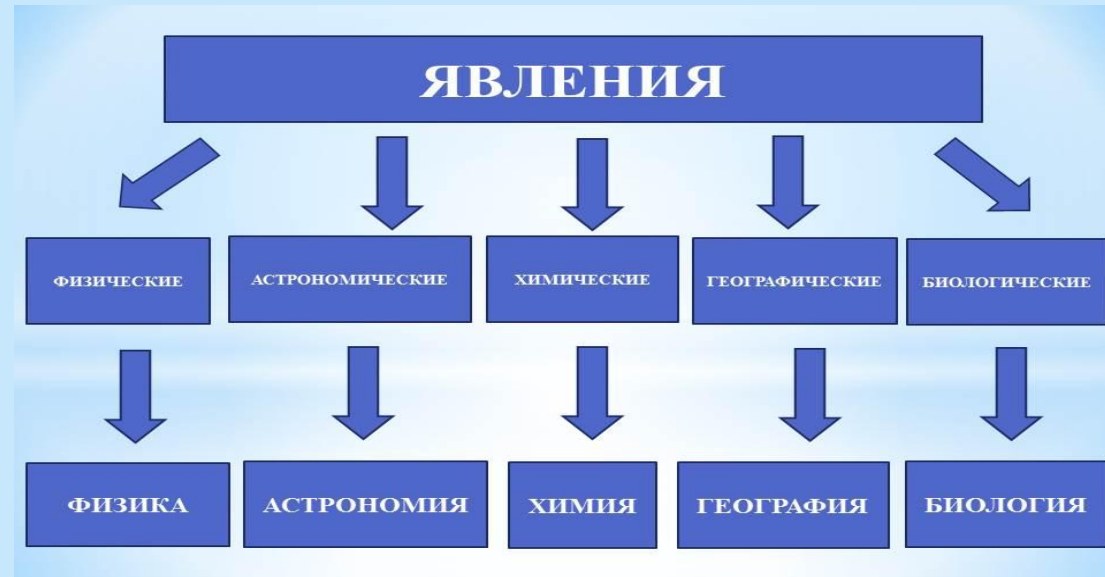 ЯВЛЕНИЯ
ФИЗИЧЕСКИЕ
АСТРОНОМИЧЕСКИЕ
ХИМИЧЕСКИЕ
ГЕОГРАФИЧЕСКИЕ
БИОЛОГИЧЕСКИЕ
ФИЗИКА
АСТРОНОМИЯ
ХИМИЯ
ГЕОГРАФИЯ
БИОЛОГИЯ